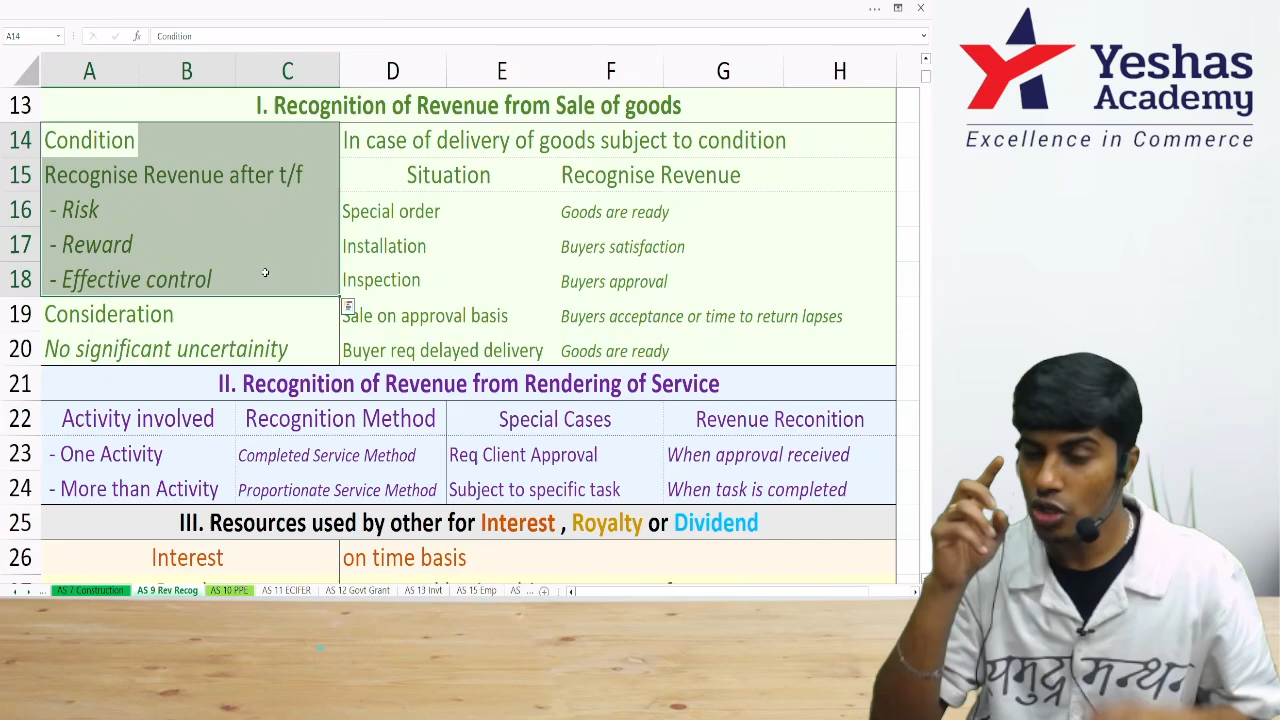 A14
Condition
A B C D E F G H
13 I. Recognition of Revenue from Sale of goods
14 Condition In case of delivery of goods subject to condition
15 Recognise Revenue after t/f Situation Recognise Revenue
16 - Risk Special order Goods are ready
17 - Reward Installation Buyers satisfaction
18 - Effective control Inspection Buyers approval
19 Consideration Sale on approval basis Buyers acceptance or time to return lapses
20 No significant uncertainity Buyer req delayed delivery Goods are ready
21 II. Recognition of Revenue from Rendering of Service
22 Activity involved Recognition Method Special Cases Revenue Reconition
23 - One Activity Completed Service Method Req Client Approval When approval received
24 - More than Activity Proportionate Service Method Subject to specific task When task is completed
25 III. Resources used by other for Interest , Royalty or Dividend
26 Interest on time basis
... AS 7 Construction AS 9 Rev Recog AS 10 PPE AS 11 ECIFER AS 12 Govt Grant AS 13 Invt AS 15 Emp AS ...
Yeshas
Academy
Excellence in Commerce